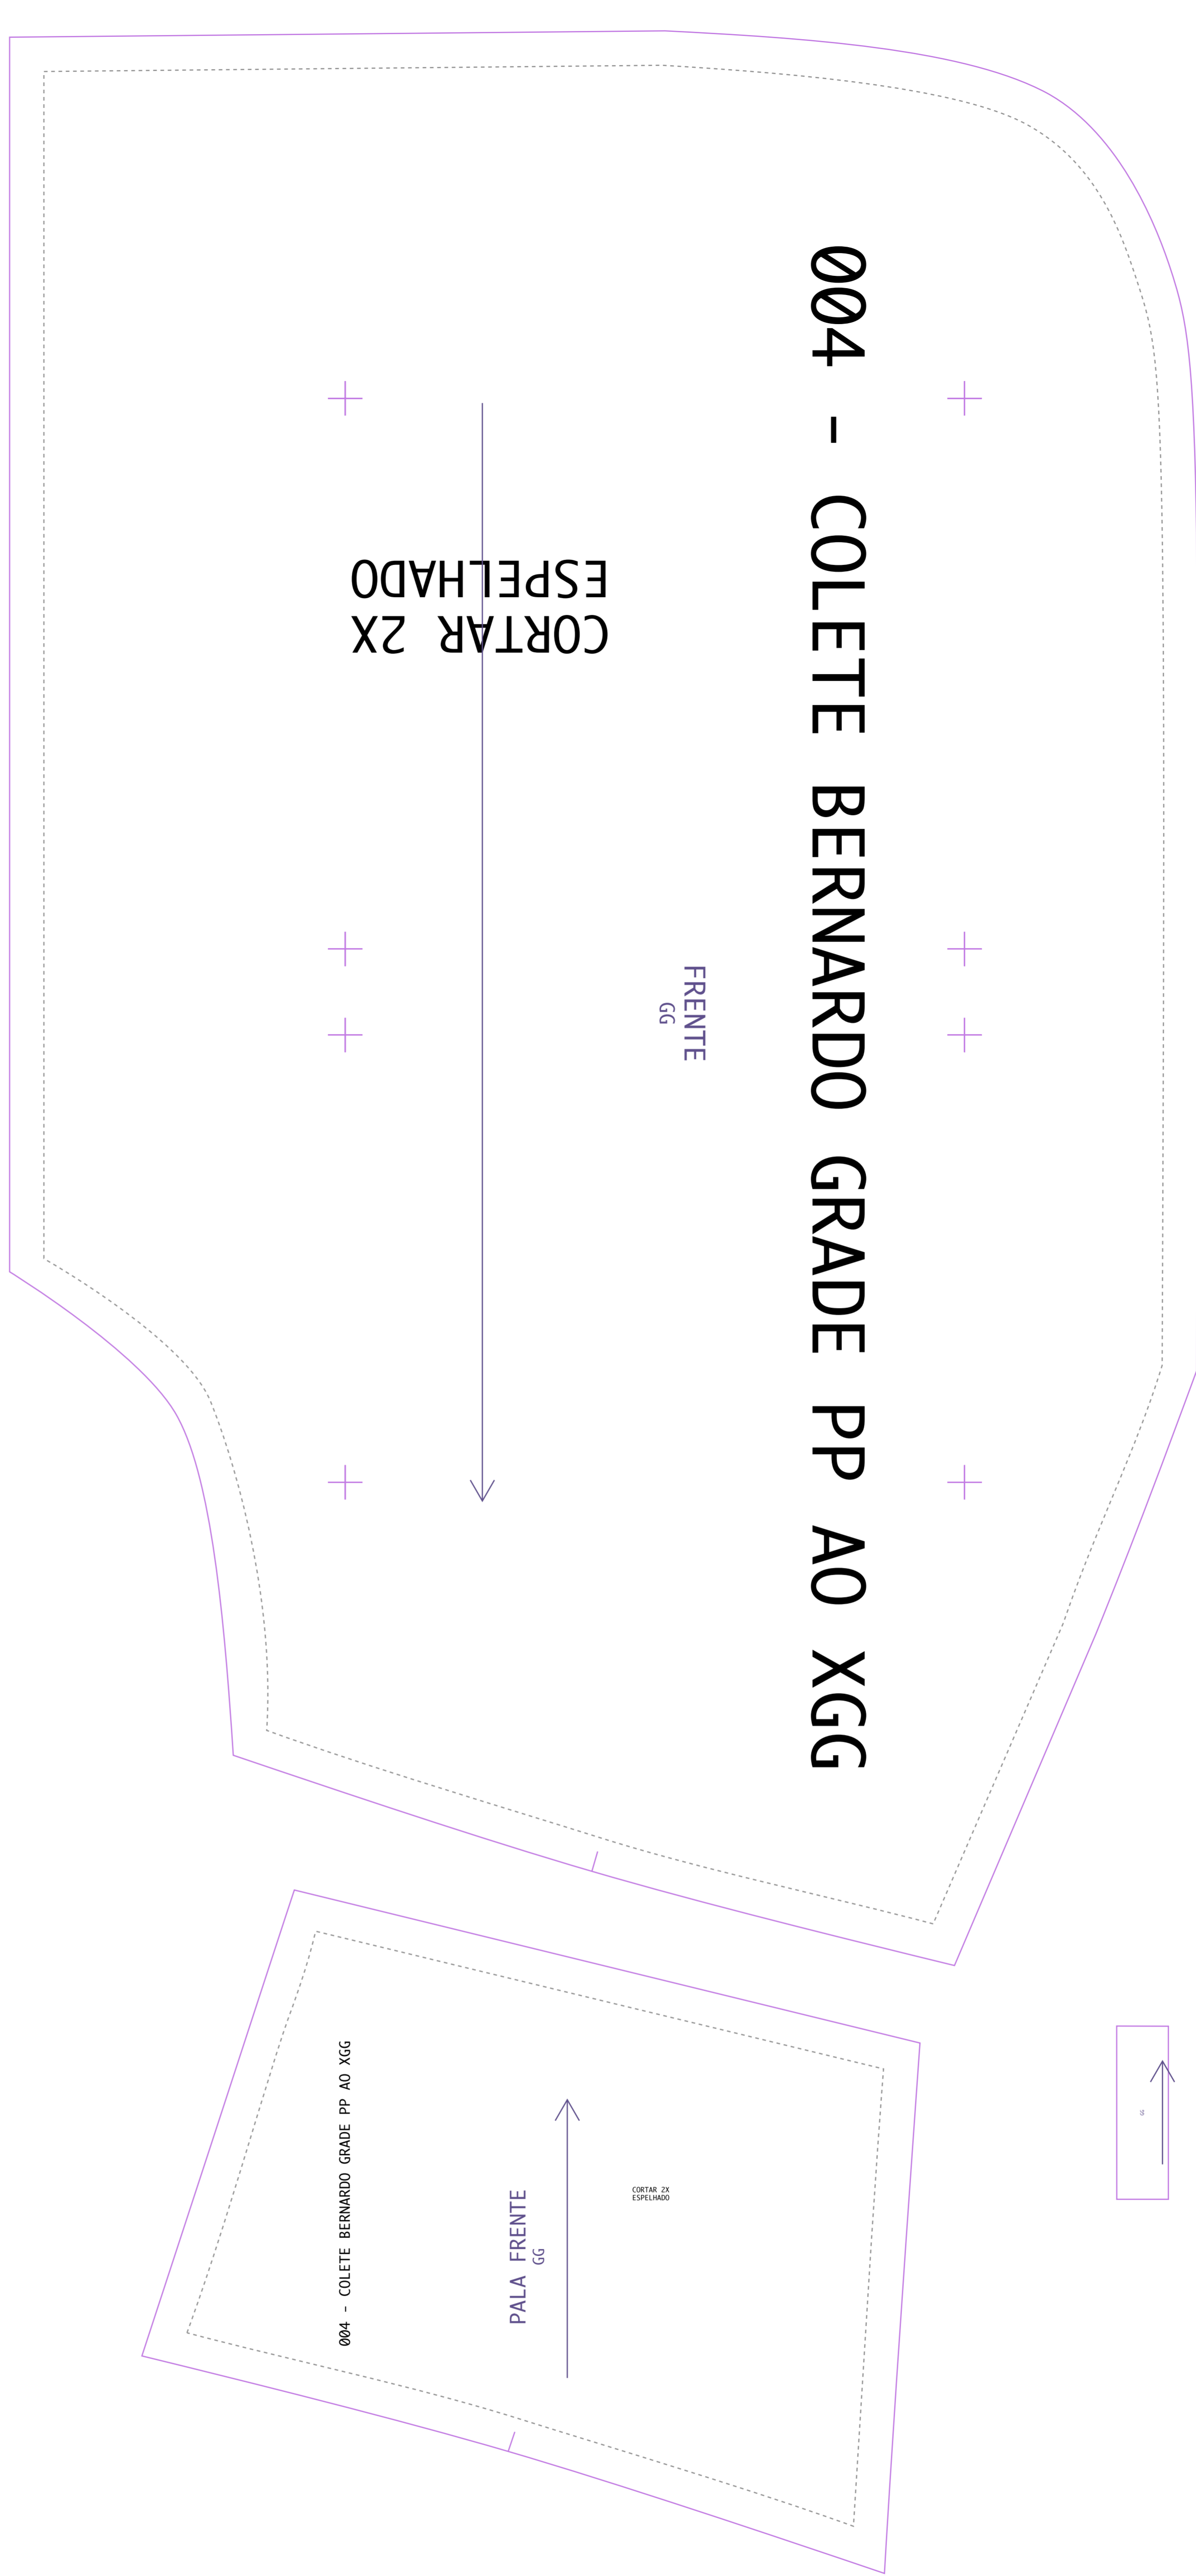 004 - COLETE BERNARDO GRADE PP AO XGG
CORTAR 2X
ESPELHADO
FRENTE
GG
004 - COLETE BERNARDO GRADE PP AO XGG
PALA FRENTE
GG
CORTAR 2X
ESPELHADO
GG